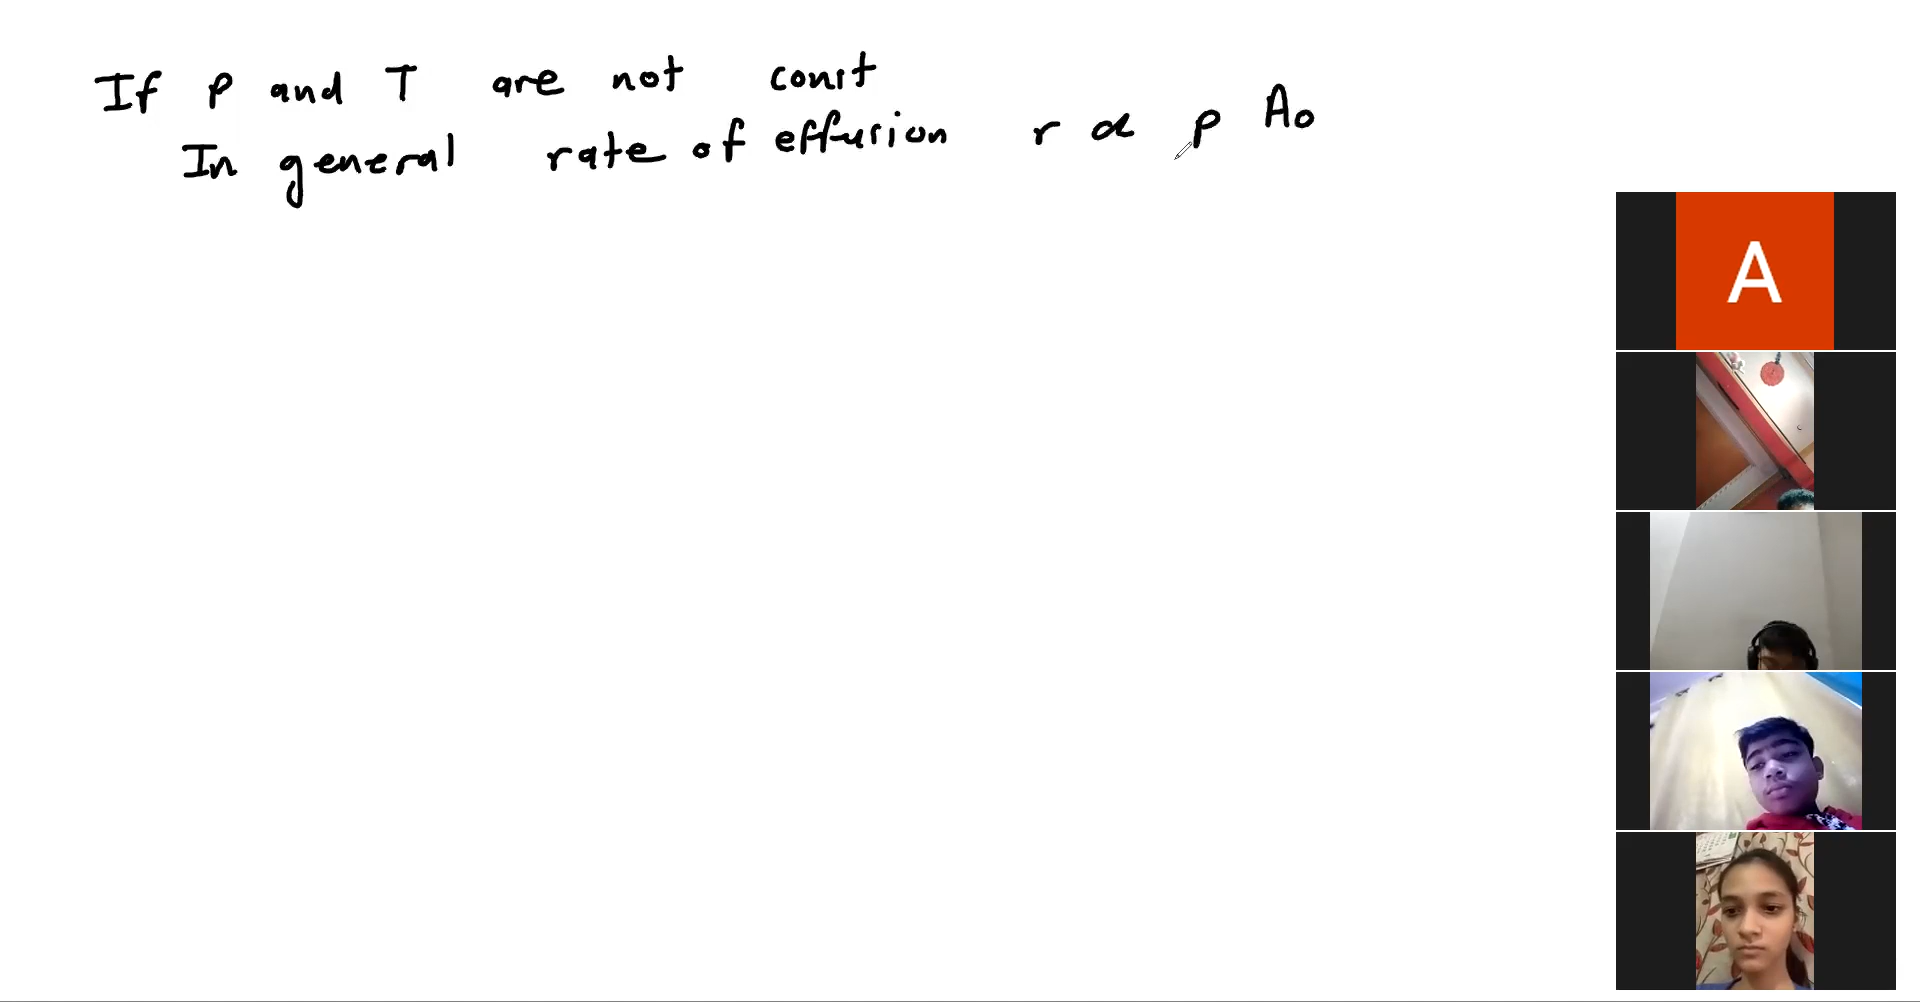 If P and T are not const
In general rate of effusion r ∝ P A₀
A